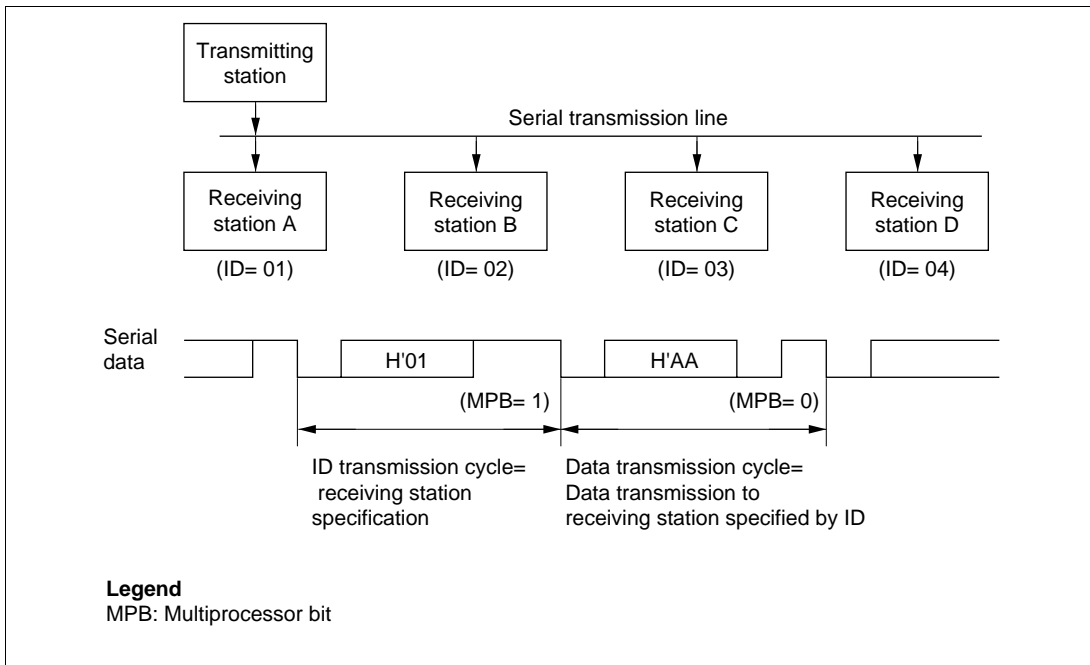 Transmitting
station
Serial transmission line
Receiving
station A
Receiving
station B
Receiving
station C
Receiving
station D
(ID= 01)
(ID= 02)
(ID= 03)
(ID= 04)
Serial
data
H'01
H'AA
(MPB= 1)
(MPB= 0)
ID transmission cycle=
receiving station
specification
Data transmission cycle=
Data transmission to
receiving station specified by ID
Legend
MPB: Multiprocessor bit